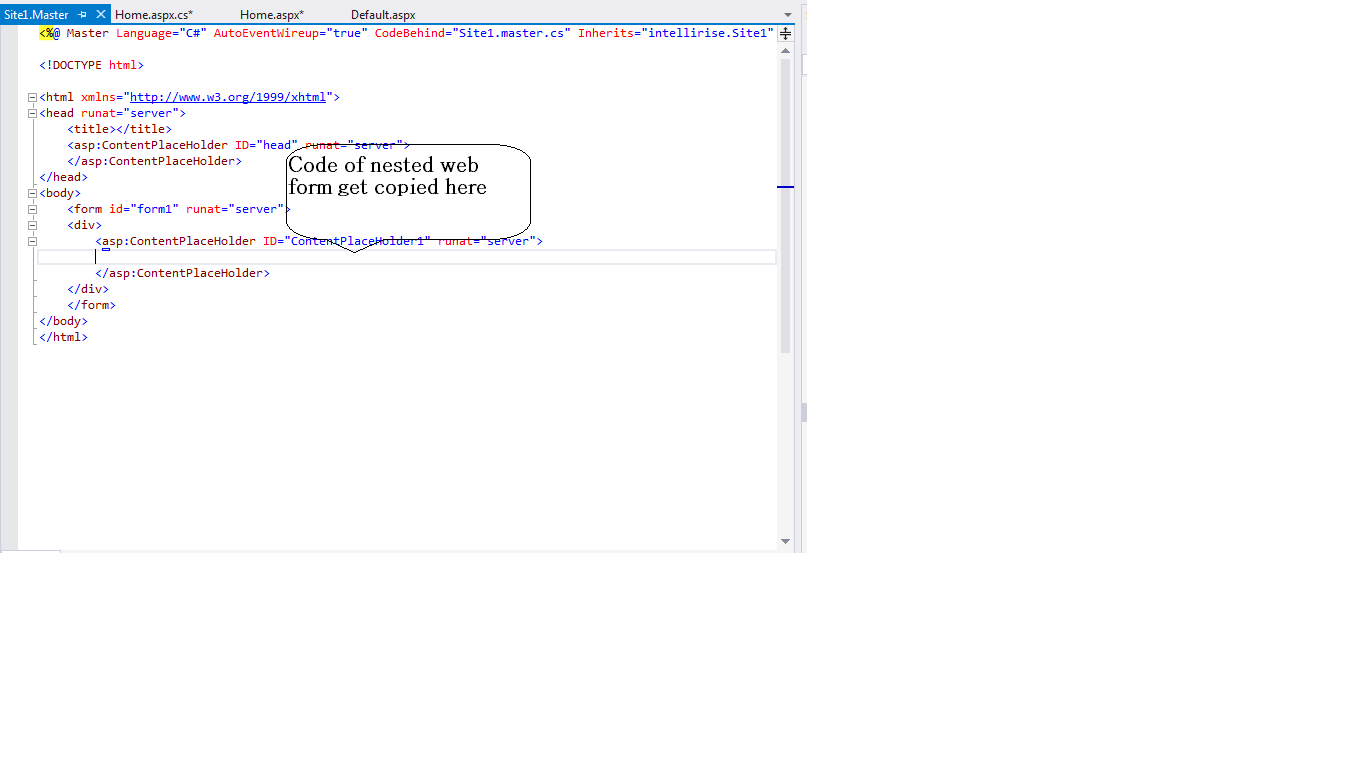 Site1.Master Home.aspx.cs* Home.aspx* Default.aspx
<%@ Master Language="C#" AutoEventWireup="true" CodeBehind="Site1.master.cs" Inherits="intellirise.Site1"
<!DOCTYPE html>
<html xmlns="http://www.w3.org/1999/xhtml">
<head runat="server">
<title></title>
<asp:ContentPlaceHolder ID="head" runat="server">
</asp:ContentPlaceHolder>
</head>
<body>
<form id="form1" runat="server">
<div>
<asp:ContentPlaceHolder ID="ContentPlaceHolder1" runat="server">
</asp:ContentPlaceHolder>
</div>
</form>
</body>
</html>
Code of nested web
form get copied here